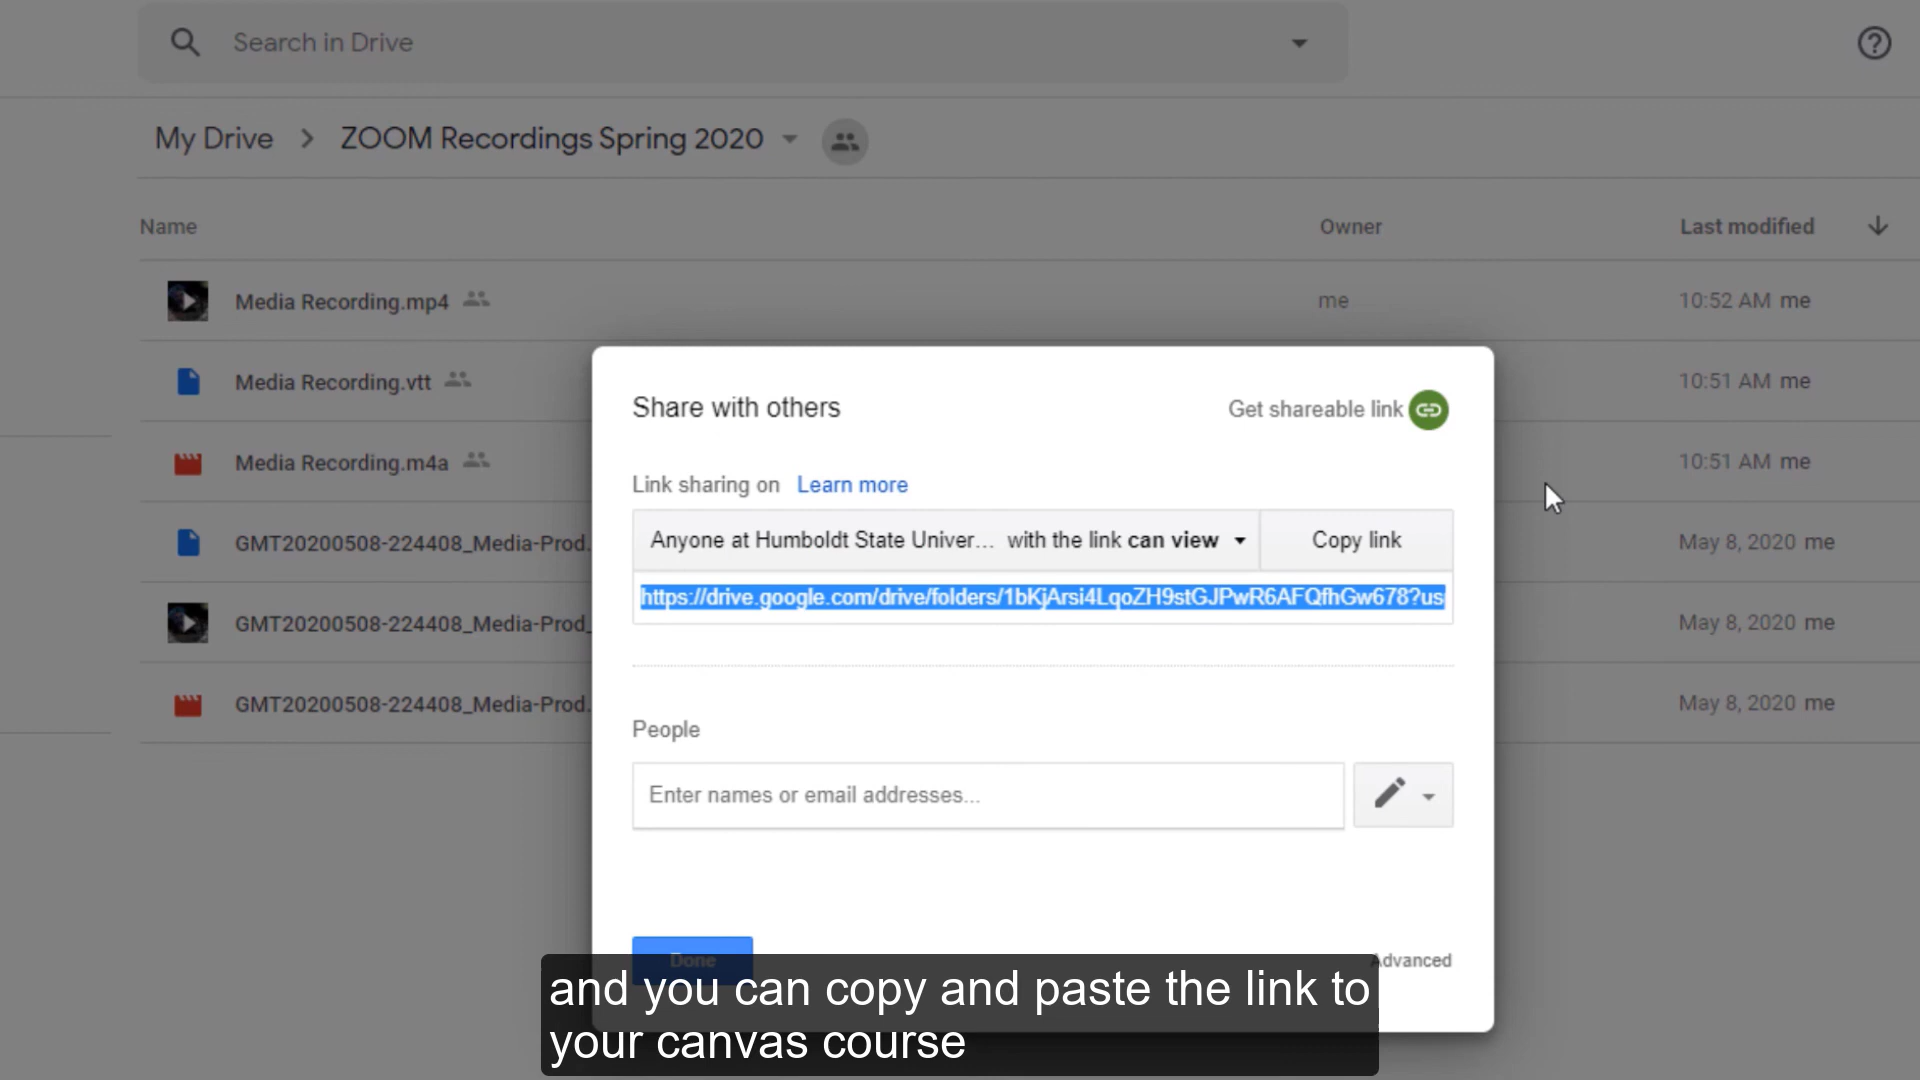 Search in Drive
My Drive > ZOOM Recordings Spring 2020
Name Owner Last modified
Media Recording.mp4 me 10:52 AM me
Media Recording.vtt 10:51 AM me
Media Recording.m4a 10:51 AM me
GMT20200508-224408_Media-Prod. May 8, 2020 me
GMT20200508-224408_Media-Prod_ May 8, 2020 me
GMT20200508-224408_Media-Prod. May 8, 2020 me
Share with others Get shareable link
Link sharing on Learn more
Anyone at Humboldt State Univer... with the link can view Copy link
https://drive.google.com/drive/folders/1bKjArsi4LqoZH9stGJPwR6AFQfhGw678?us
People
Enter names or email addresses...
Done Advanced
and you can copy and paste the link to
your canvas course